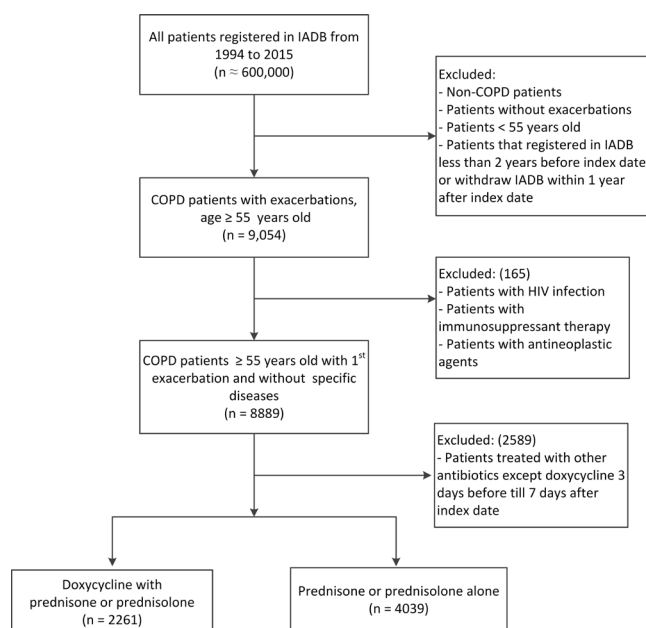 All patients registered in IADB from
1994 to 2015
(n ≈ 600,000)
Excluded:
- Non-COPD patients
- Patients without exacerbations
- Patients < 55 years old
- Patients that registered in IADB
less than 2 years before index date
or withdraw IADB within 1 year
after index date
COPD patients with exacerbations,
age ≥ 55 years old
(n = 9,054)
Excluded: (165)
- Patients with HIV infection
- Patients with
immunosuppressant therapy
- Patients with antineoplastic
agents
COPD patients ≥ 55 years old with 1st
exacerbation and without specific
diseases
(n = 8889)
Excluded: (2589)
- Patients treated with other
antibiotics except doxycycline 3
days before till 7 days after
index date
Doxycycline with
prednisone or prednisolone
(n = 2261)
Prednisone or prednisolone alone
(n = 4039)